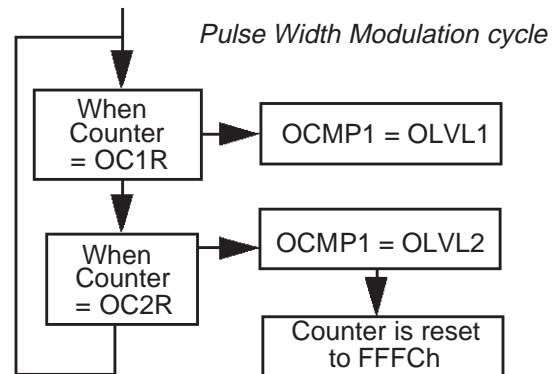 Pulse Width Modulation cycle
When
Counter
= OC1R
OCMP1 = OLVL1
When
Counter
= OC2R
OCMP1 = OLVL2
Counter is reset
to FFFCh